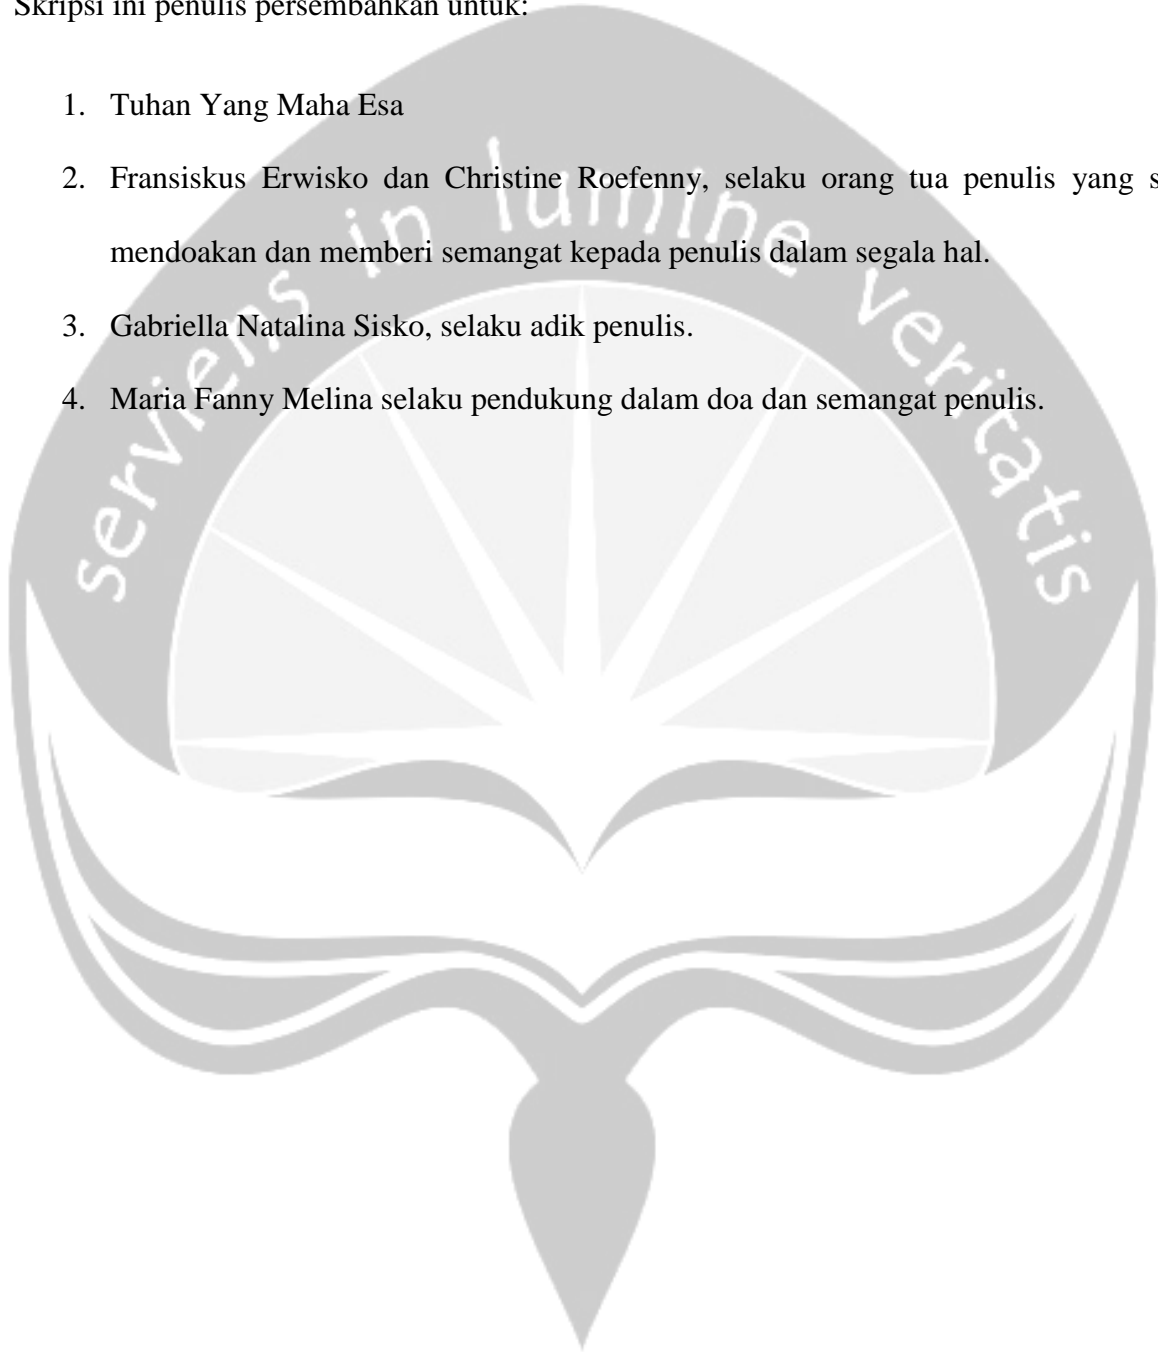 Skripsi ini penulis persembahkan untuk:
1. Tuhan Yang Maha Esa
2. Fransiskus Erwisko dan Christine Roefenny, selaku orang tua penulis yang
mendoakan dan memberi semangat kepada penulis dalam segala hal.
3. Gabriella Natalina Sisko, selaku adik penulis.
4. Maria Fanny Melina selaku pendukung dalam doa dan semangat penulis.
serviens in lumine veritatis